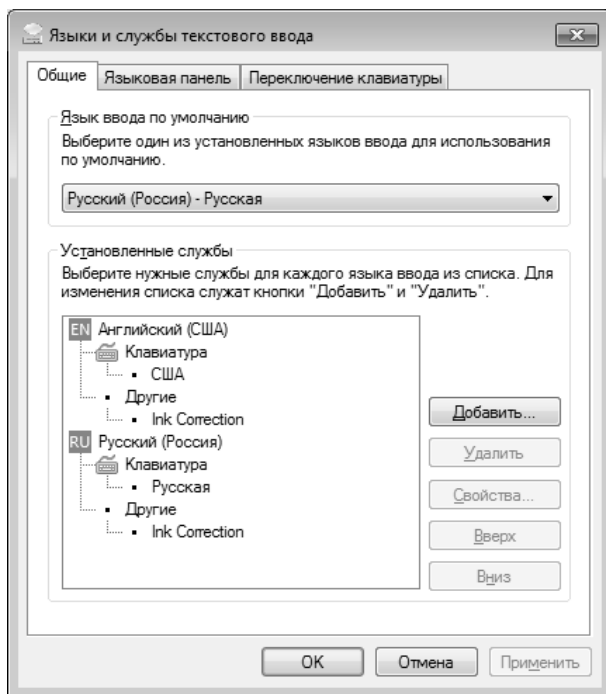 Языки и службы текстового ввода
Общие
Языковая панель
Переключение клавиатуры
Язык ввода по умолчанию
Выберите один из установленных языков ввода для использования
по умолчанию.
Русский (Россия) - Русская
Установленные службы
Выберите нужные службы для каждого языка ввода из списка. Для
изменения списка служат кнопки "Добавить" и "Удалить".
EN Английский (США)
Клавиатура
США
Другие
Ink Correction
RU Русский (Россия)
Клавиатура
Русская
Другие
Ink Correction
Добавить...
Удалить
Свойства...
Вверх
Вниз
OK
Отмена
Применить